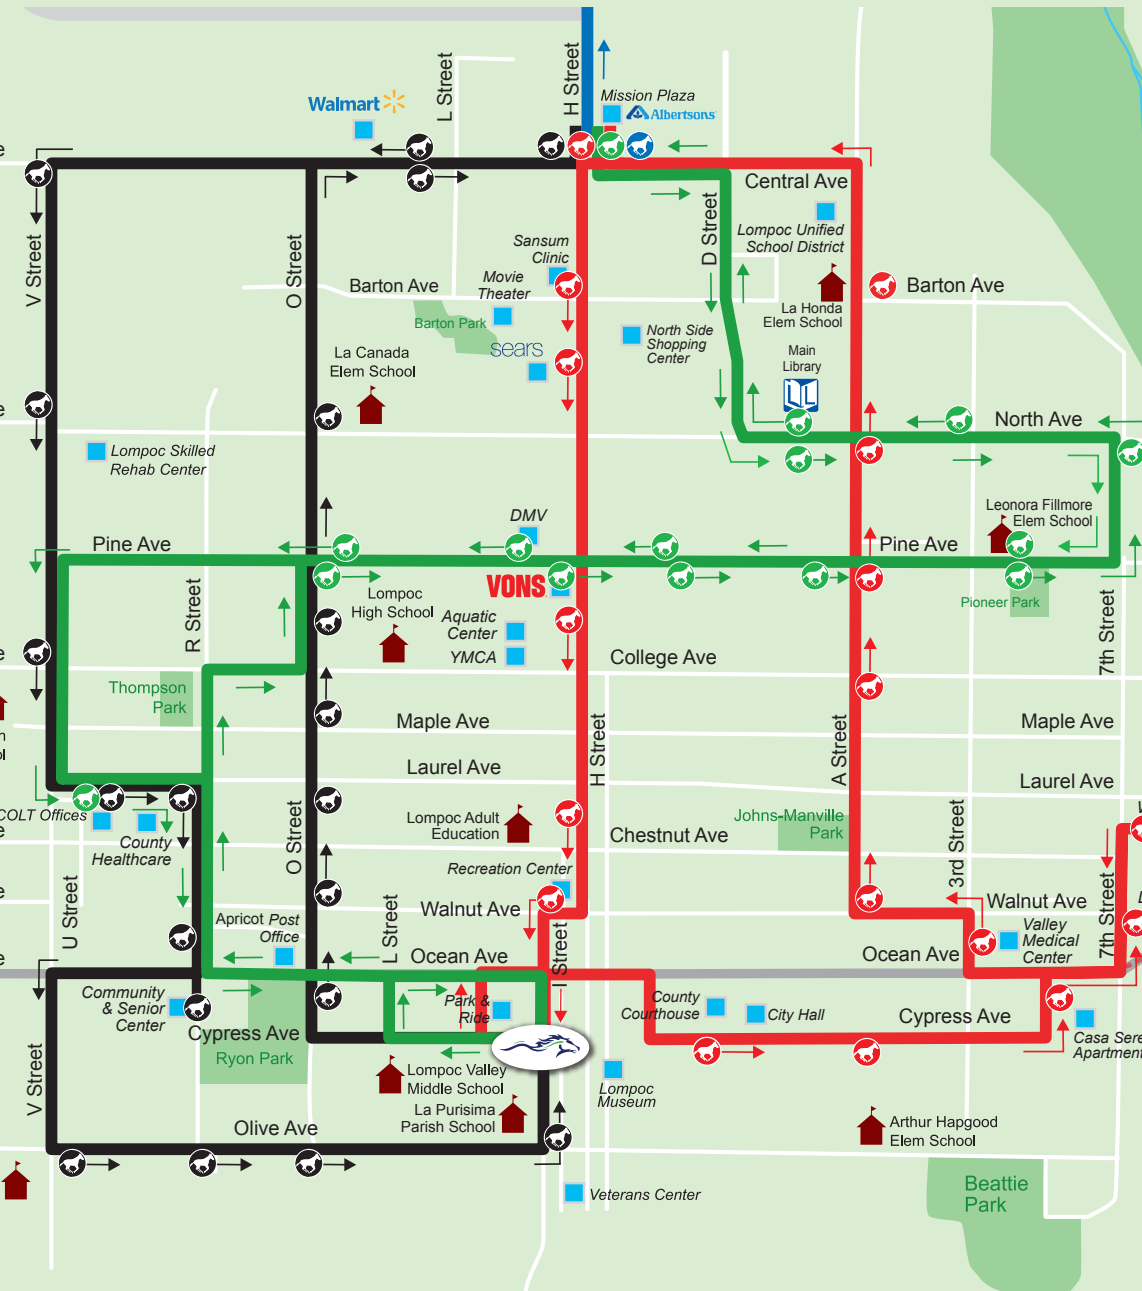 L Street
H Street
Mission Plaza
Albertsons
Walmart
Central Ave
D Street
Lompoc Unified
School District
V Street
O Street
Sansum
Clinic
Movie
Theater
Barton Ave
Barton Park
sears
La Canada
Elem School
North Side
Shopping
Center
La Honda
Elem School
Barton Ave
Main
Library
North Ave
Lompoc Skilled
Rehab Center
Leonora Fillmore
Elem School
DMV
Pine Ave
Pine Ave
VONS
Lompoc
High School
Aquatic
Center
YMCA
Pioneer Park
R Street
7th Street
College Ave
Thompson
Park
Maple Ave
Maple Ave
H Street
A Street
Laurel Ave
Laurel Ave
COLT Offices
County
Healthcare
Lompoc Adult
Education
Chestnut Ave
Johns-Manville
Park
3rd Street
O Street
Recreation Center
Walnut Ave
Walnut Ave
U Street
Apricot Post
Office
L Street
I Street
7th Street
Valley
Medical
Center
Ocean Ave
Ocean Ave
Community
& Senior
Center
Park &
Ride
County
Courthouse
City Hall
Cypress Ave
Cypress Ave
Ryon Park
Casa Sere
Apartment
V Street
Lompoc Valley
Middle School
La Purisima
Parish School
Lompoc
Museum
Olive Ave
Arthur Hapgood
Elem School
Veterans Center
Beattie
Park